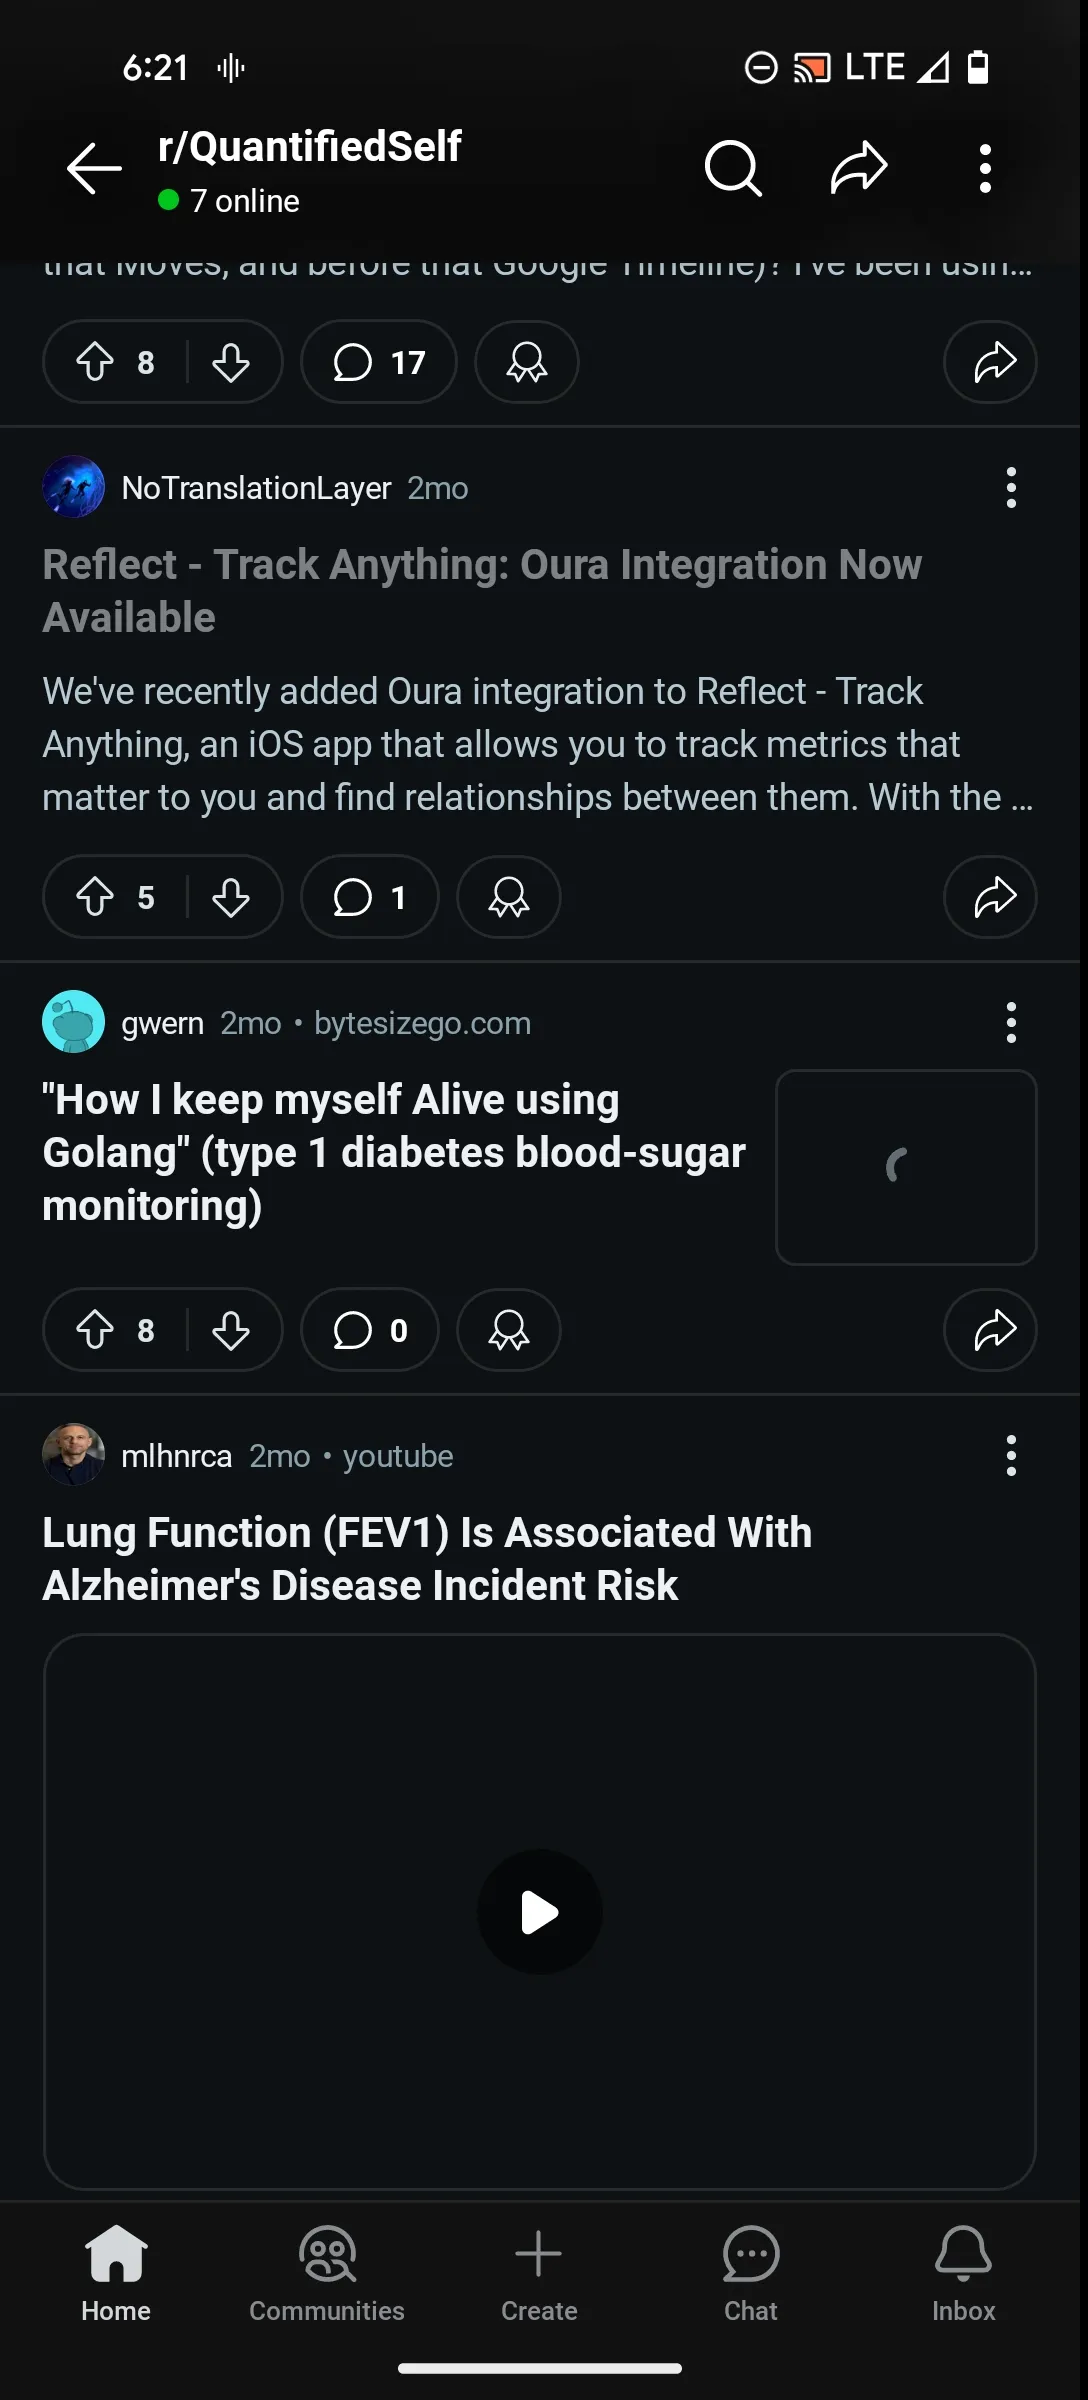 6:21
LTE
r/QuantifiedSelf
7 online
that Moves, and before that Google Timeline)? I've been usin...
8
17
NoTranslationLayer 2mo
Reflect - Track Anything: Oura Integration Now
Available
We've recently added Oura integration to Reflect - Track
Anything, an iOS app that allows you to track metrics that
matter to you and find relationships between them. With the ...
5
1
gwern 2mo • bytesizego.com
"How I keep myself Alive using
Golang" (type 1 diabetes blood-sugar
monitoring)
8
0
mlhnrca 2mo • youtube
Lung Function (FEV1) Is Associated With
Alzheimer's Disease Incident Risk
Home
Communities
Create
Chat
Inbox